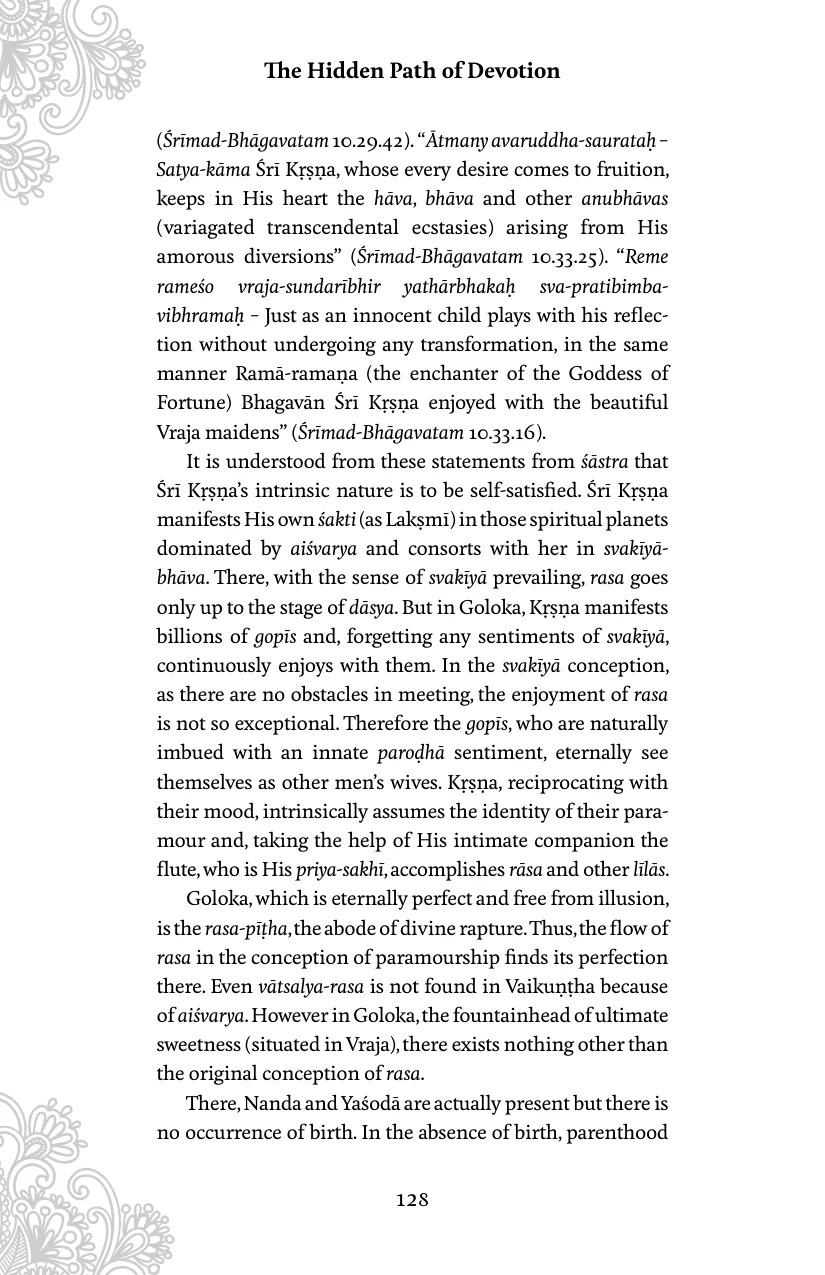 The Hidden Path of Devotion
(Śrīmad-Bhāgavatam 10.29.42). “Ātmany avaruddha-saurataḥ –
Satya-kāma Śrī Kṛṣṇa, whose every desire comes to fruition,
keeps in His heart the hāva, bhāva and other anubhāvas
(variagated transcendental ecstasies) arising from His
amorous diversions” (Śrīmad-Bhāgavatam 10.33.25). “Reme
rameśo vraja-sundarībhir yathārbhakaḥ sva-pratibimba-
vibhramaḥ – Just as an innocent child plays with his reflec-
tion without undergoing any transformation, in the same
manner Ramā-ramaṇa (the enchanter of the Goddess of
Fortune) Bhagavān Śrī Kṛṣṇa enjoyed with the beautiful
Vraja maidens” (Śrīmad-Bhāgavatam 10.33.16).
It is understood from these statements from śāstra that
Śrī Kṛṣṇa’s intrinsic nature is to be self-satisfied. Śrī Kṛṣṇa
manifests His own śakti (as Lakṣmī) in those spiritual planets
dominated by aiśvarya and consorts with her in svakīyā-
bhāva. There, with the sense of svakīyā prevailing, rasa goes
only up to the stage of dāsya. But in Goloka, Kṛṣṇa manifests
billions of gopīs and, forgetting any sentiments of svakīyā,
continuously enjoys with them. In the svakīyā conception,
as there are no obstacles in meeting, the enjoyment of rasa
is not so exceptional. Therefore the gopīs, who are naturally
imbued with an innate paroḍhā sentiment, eternally see
themselves as other men’s wives. Kṛṣṇa, reciprocating with
their mood, intrinsically assumes the identity of their para-
mour and, taking the help of His intimate companion the
flute, who is His priya-sakhī, accomplishes rāsa and other līlās.
Goloka, which is eternally perfect and free from illusion,
is the rasa-pīṭha, the abode of divine rapture. Thus, the flow of
rasa in the conception of paramourship finds its perfection
there. Even vātsalya-rasa is not found in Vaikuṇṭha because
of aiśvarya. However in Goloka, the fountainhead of ultimate
sweetness (situated in Vraja), there exists nothing other than
the original conception of rasa.
There, Nanda and Yaśodā are actually present but there is
no occurrence of birth. In the absence of birth, parenthood
128